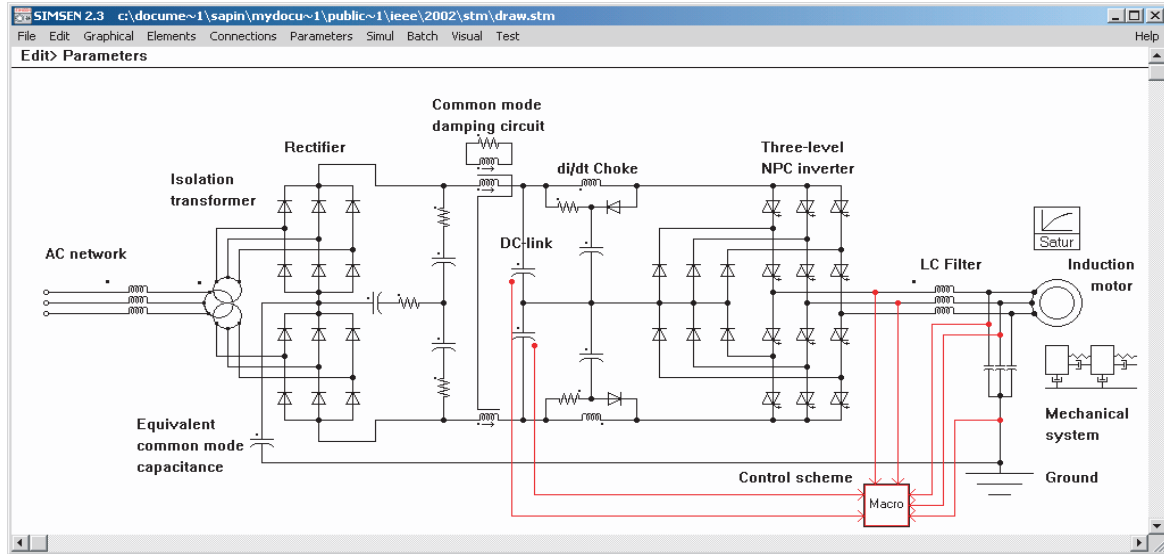 SIMSEN 2.3 c:\docume~1\sapin\mydocu~1\public~1\ieee\2002\stm\draw.stm
File Edit Graphical Elements Connections Parameters Simul Batch Visual Test Help
Edit> Parameters
Common mode
damping circuit
Rectifier
di/dt Choke
Three-level
NPC inverter
Isolation
transformer
DC-link
Satur
AC network
LC Filter
Induction
motor
Equivalent
common mode
capacitance
Mechanical
system
Control scheme
Macro
Ground